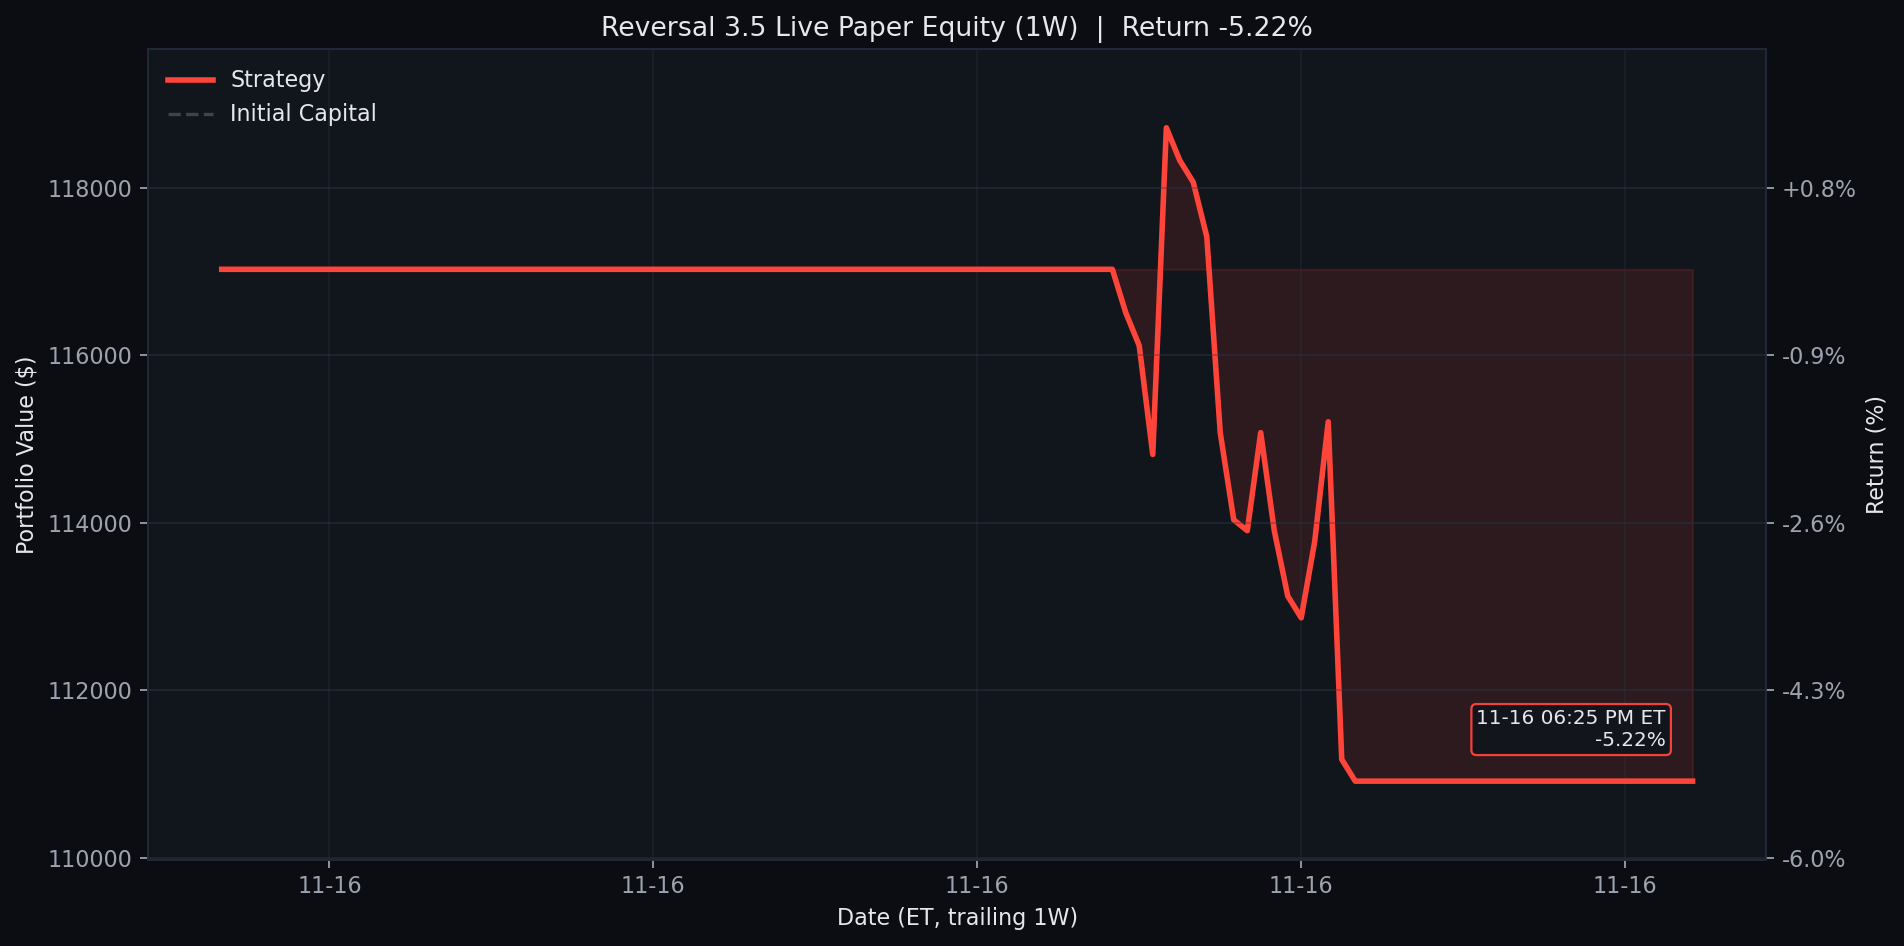 Reversal 3.5 Live Paper Equity (1W)  |  Return -5.22%
Strategy
Initial Capital
118000
116000
114000
112000
110000
Portfolio Value ($)
+0.8%
-0.9%
-2.6%
-4.3%
-6.0%
Return (%)
11-16 06:25 PM ET
-5.22%
11-16
11-16
11-16
11-16
11-16
Date (ET, trailing 1W)